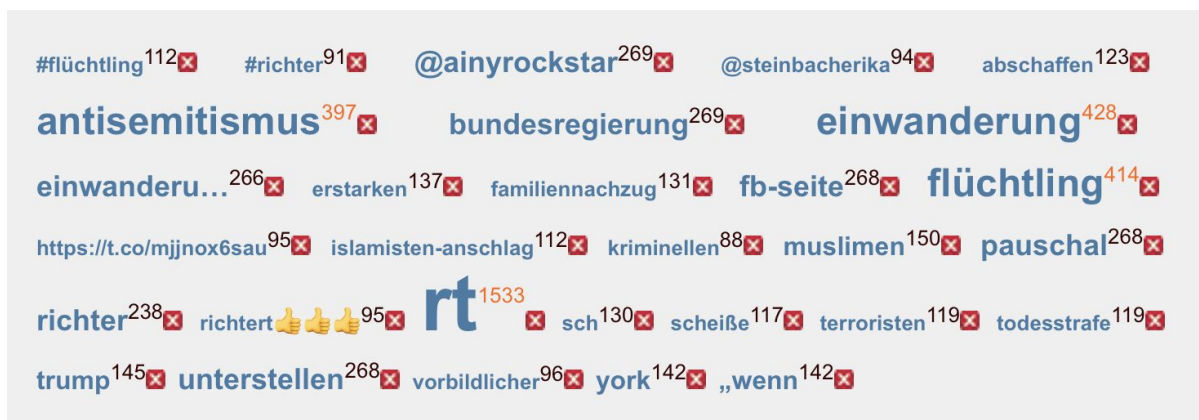 #flüchtling112 #richter91 @ainyrockstar269 @steinbacherika94 abschaffen123
antisemitismus397 bundesregierung269 einwanderung428
einwanderu…266 erstarken137 familiennachzug131 fb-seite268 flüchtling414
https://t.co/mjjnox6sau95 islamisten-anschlag112 kriminellen88 muslimen150 pauschal268
richter238 richtert👍👍👍95 rt1533 sch130 scheiße117 terroristen119 todesstrafe119
trump145 unterstellen268 vorbildlicher96 york142 „wenn142